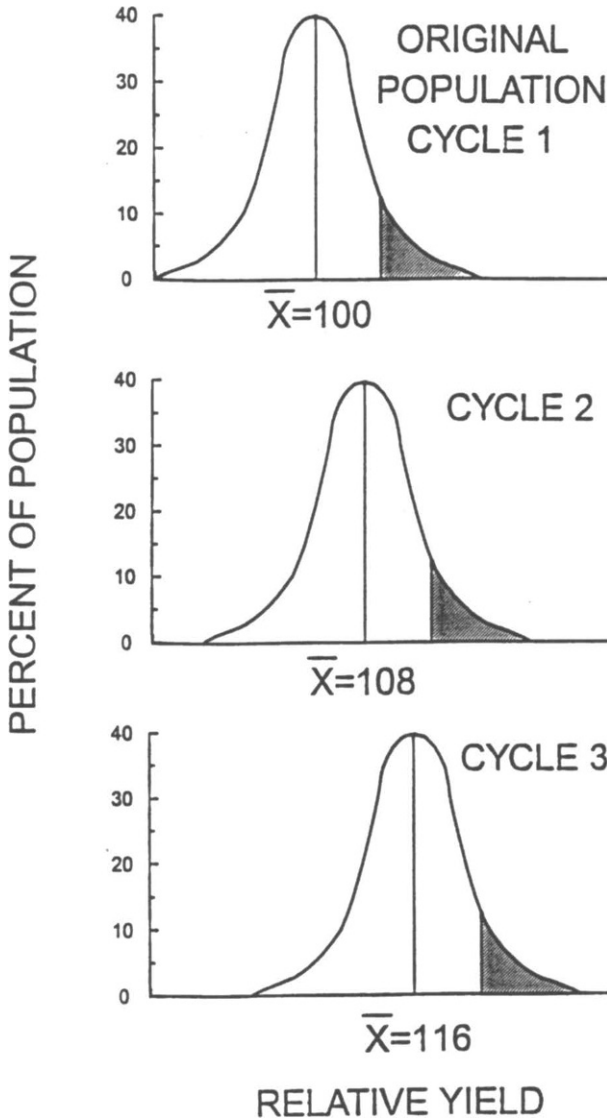 PERCENT OF POPULATION
40
30
20
10
0
ORIGINAL
POPULATION
CYCLE 1
X̅=100
40
30
20
10
0
CYCLE 2
X̅=108
40
30
20
10
0
CYCLE 3
X̅=116
RELATIVE YIELD